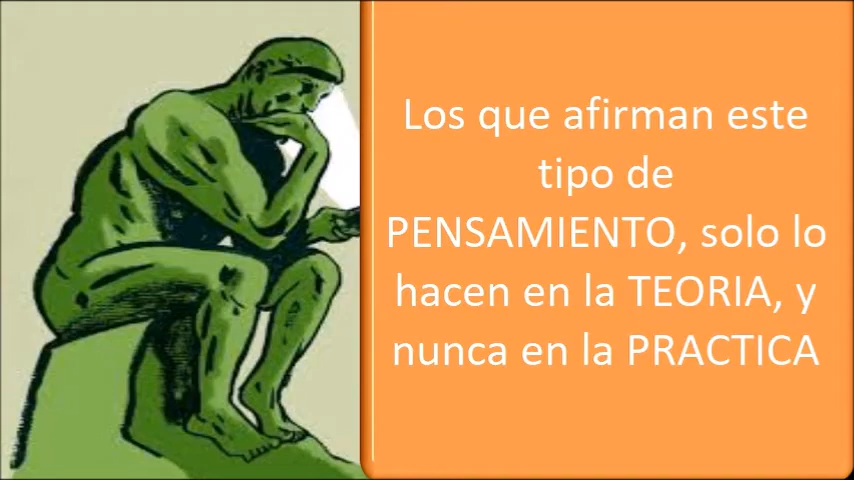 Los que afirman este
tipo de
PENSAMIENTO, solo lo
hacen en la TEORIA, y
nunca en la PRACTICA